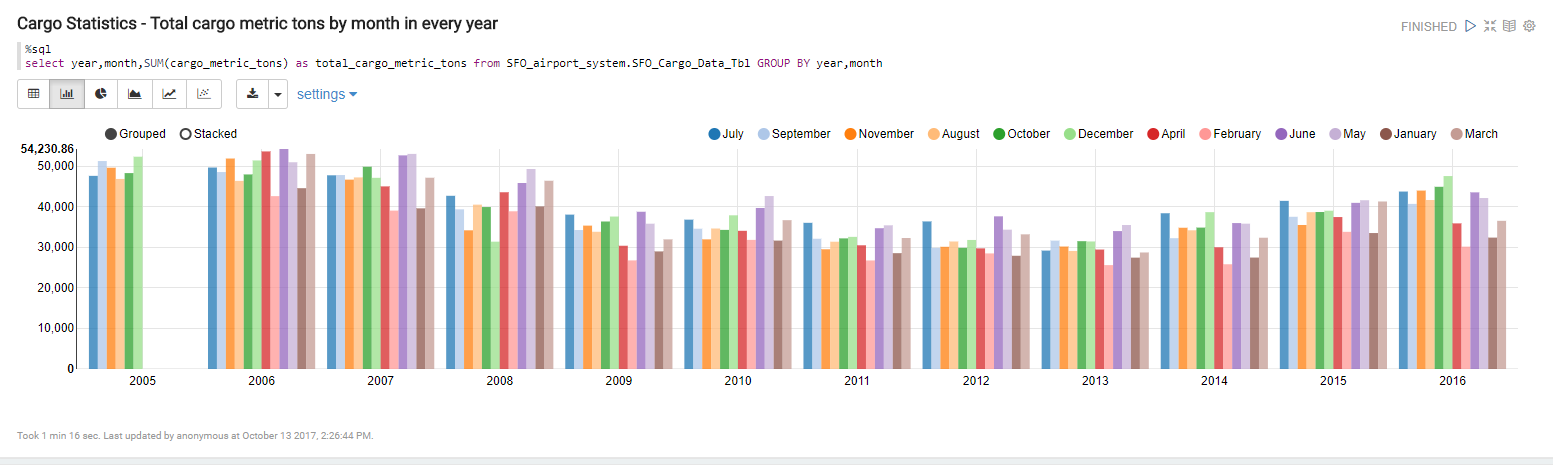 Cargo Statistics - Total cargo metric tons by month in every year
FINISHED
%sql
select year,month,SUM(cargo_metric_tons) as total_cargo_metric_tons from SFO_airport_system.SFO_Cargo_Data_Tbl GROUP BY year,month
settings
Grouped Stacked July September November August October December April February June May January March
54,230.86
50,000
40,000
30,000
20,000
10,000
0
2005 2006 2007 2008 2009 2010 2011 2012 2013 2014 2015 2016
Took 1 min 16 sec. Last updated by anonymous at October 13 2017, 2:26:44 PM.